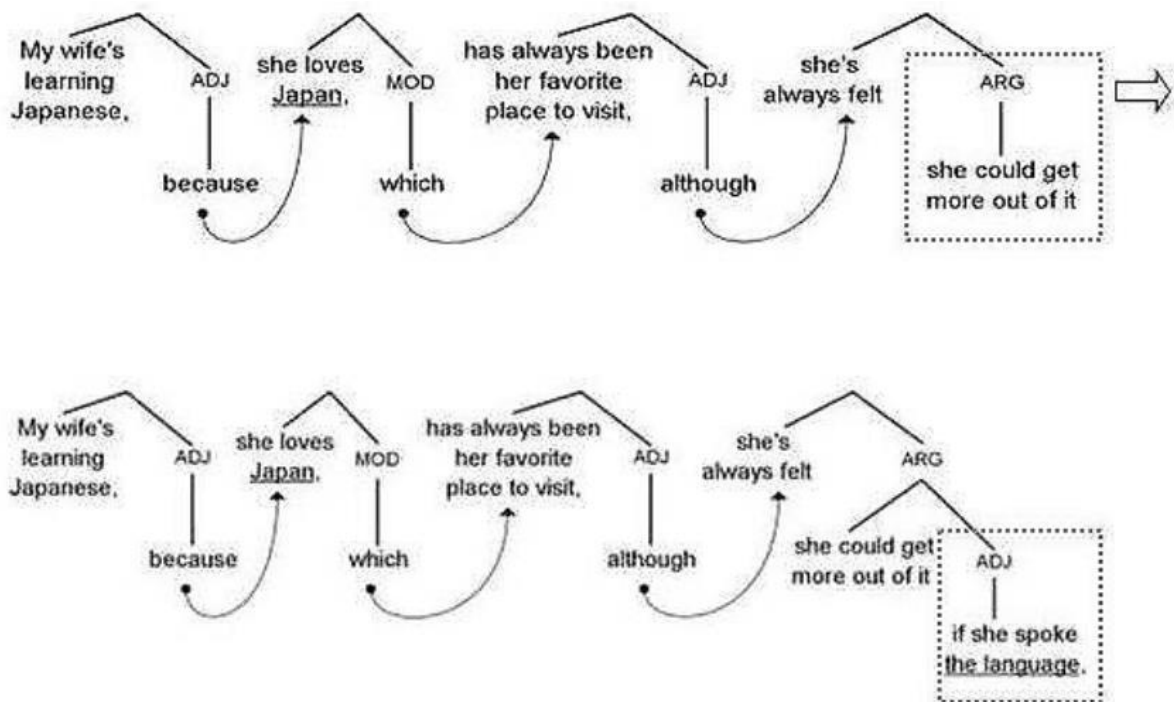 My wife's
learning
Japanese,
ADJ
because
she loves
Japan,
MOD
which
has always been
her favorite
place to visit,
ADJ
although
she's
always felt
ARG
she could get
more out of it
My wife's
learning
Japanese,
ADJ
because
she loves
Japan,
MOD
which
has always been
her favorite
place to visit,
ADJ
although
she's
always felt
ARG
she could get
more out of it
ADJ
if she spoke
the language,